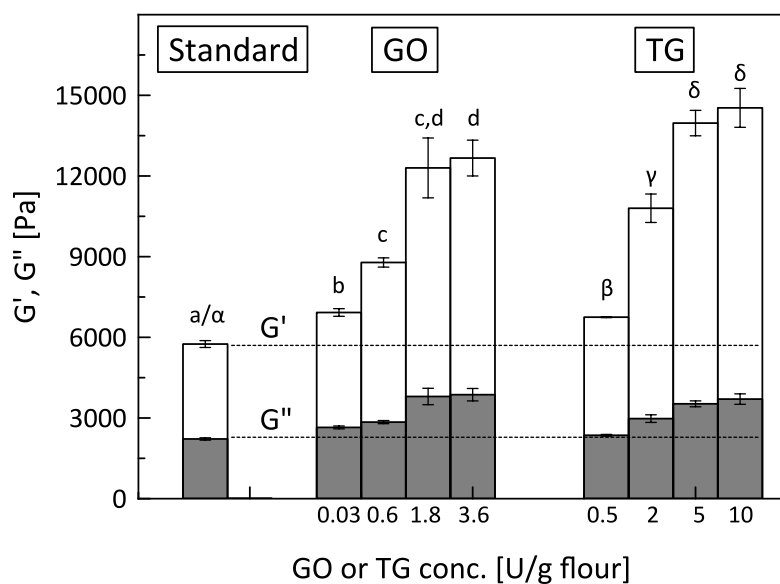 Standard GO TG
15000
12000
9000
6000
3000
0
G', G" [Pa]
a/α
b
c
c,d
d
β
γ
δ
δ
G'
G"
0.03 0.6 1.8 3.6 0.5 2 5 10
GO or TG conc. [U/g flour]